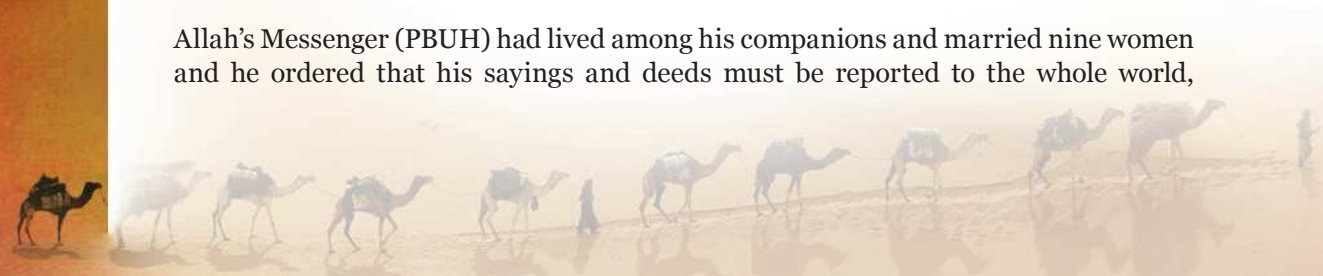 Allah’s Messenger (PBUH) had lived among his companions and married nine women
and he ordered that his sayings and deeds must be reported to the whole world,